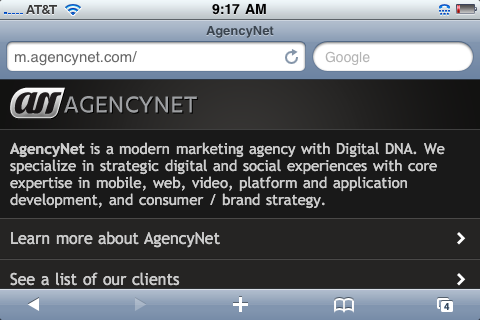 AT&T 9:17 AM
AgencyNet
m.agencynet.com/
Google
an AGENCYNET
AgencyNet is a modern marketing agency with Digital DNA. We
specialize in strategic digital and social experiences with core
expertise in mobile, web, video, platform and application
development, and consumer / brand strategy.
Learn more about AgencyNet
See a list of our clients
4